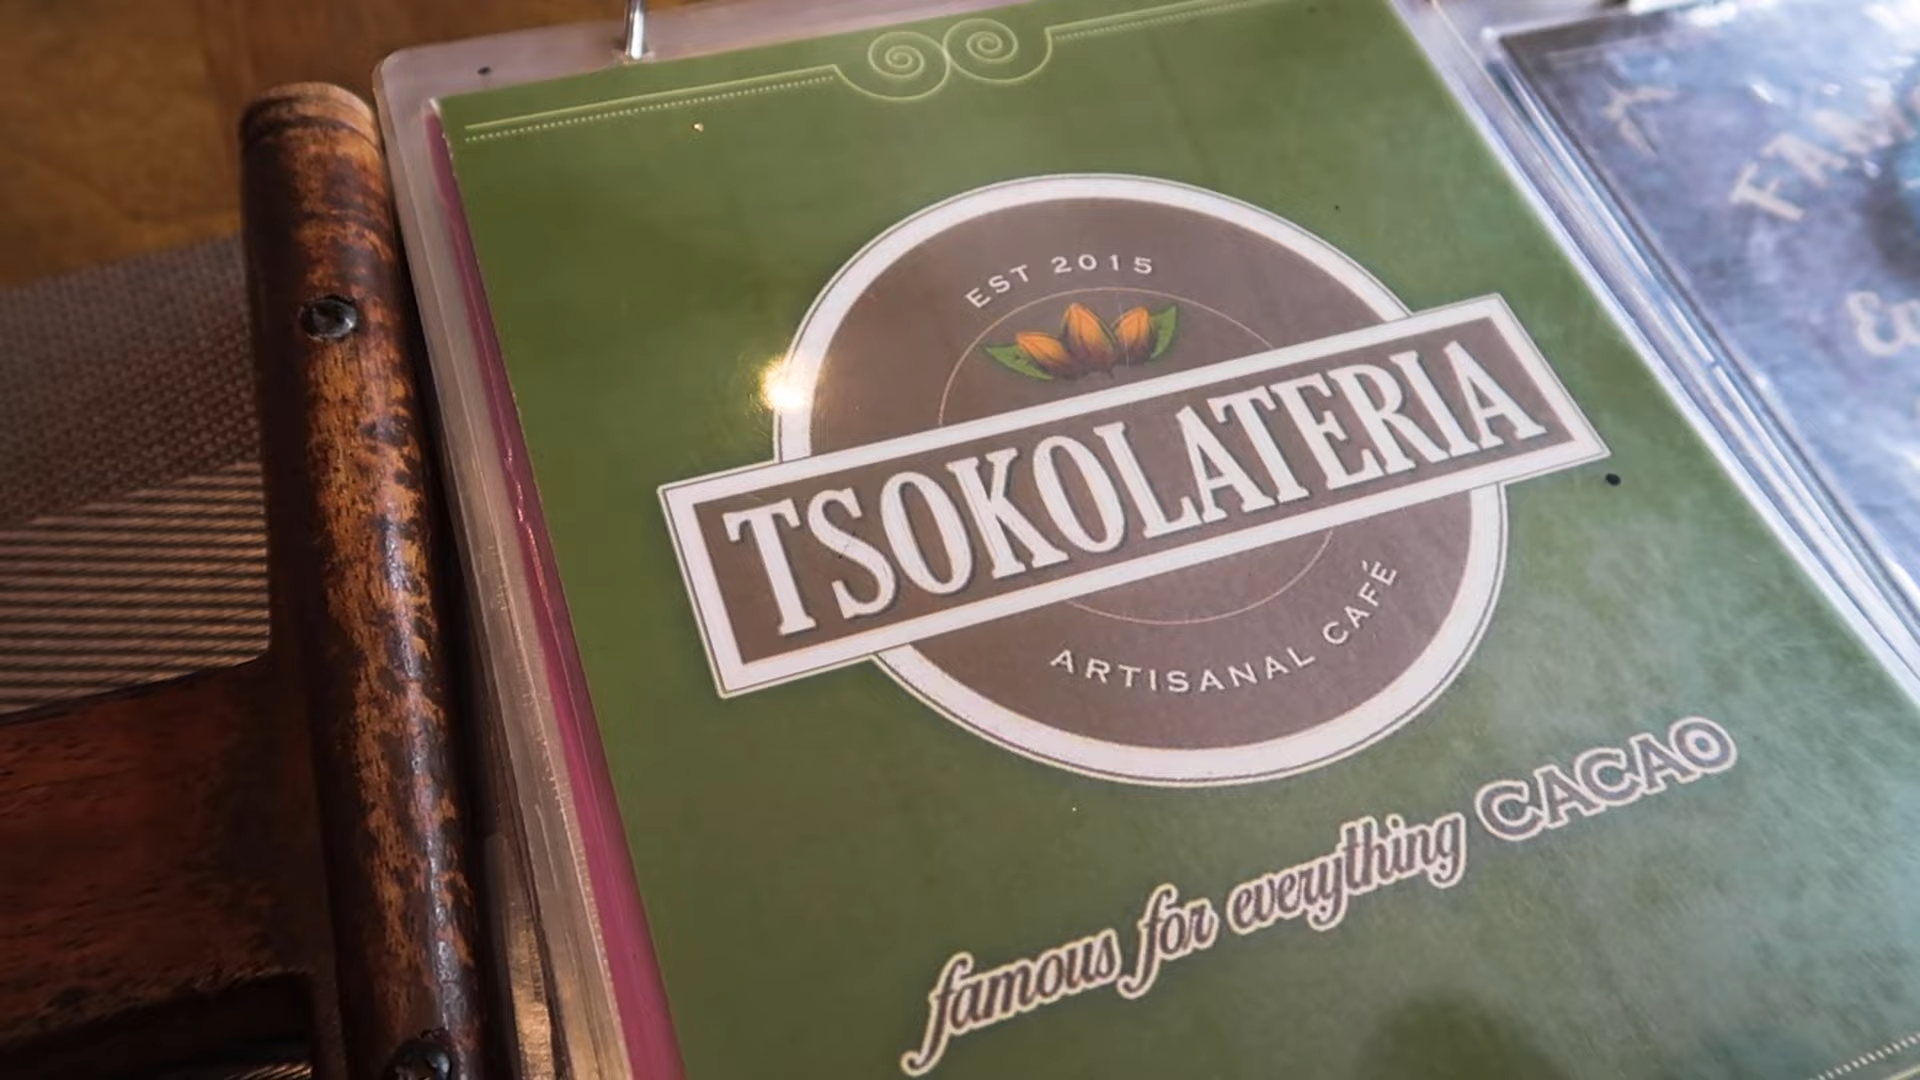 EST 2015
TSOKOLATERIA
ARTISANAL CAFÉ
famous for everything CACAO
&